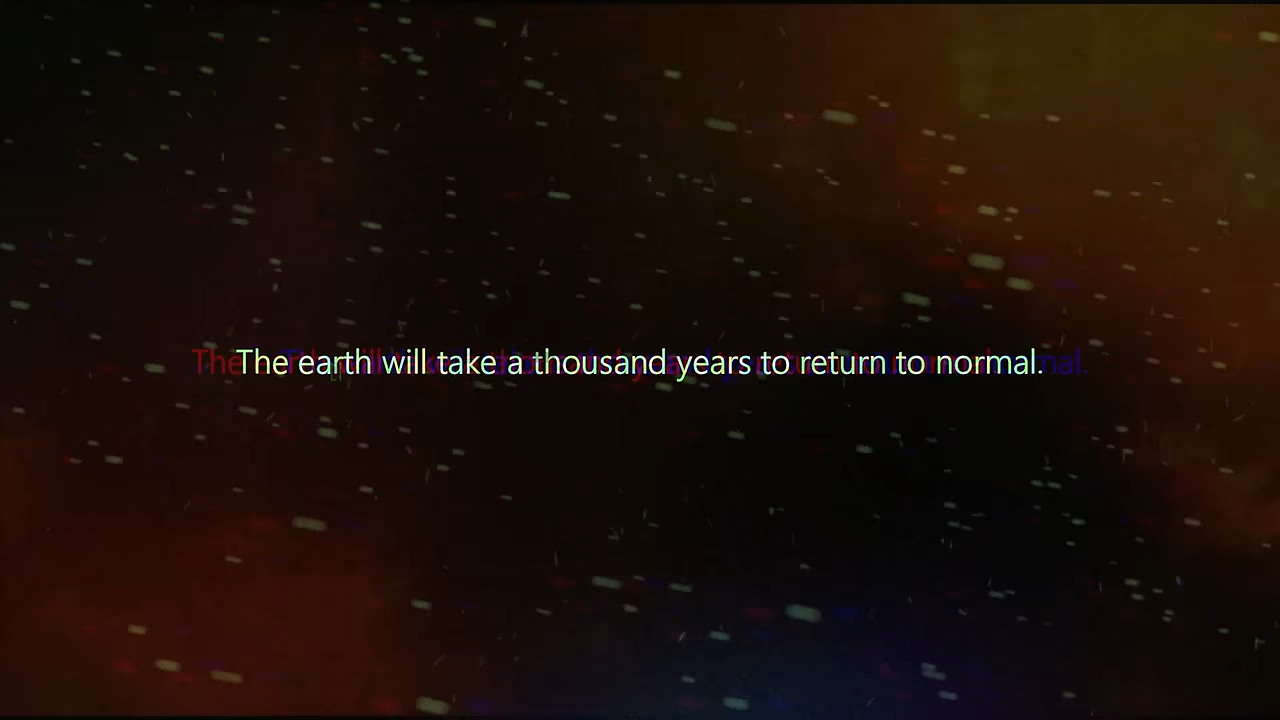 The earth will take a thousand years to return to normal.